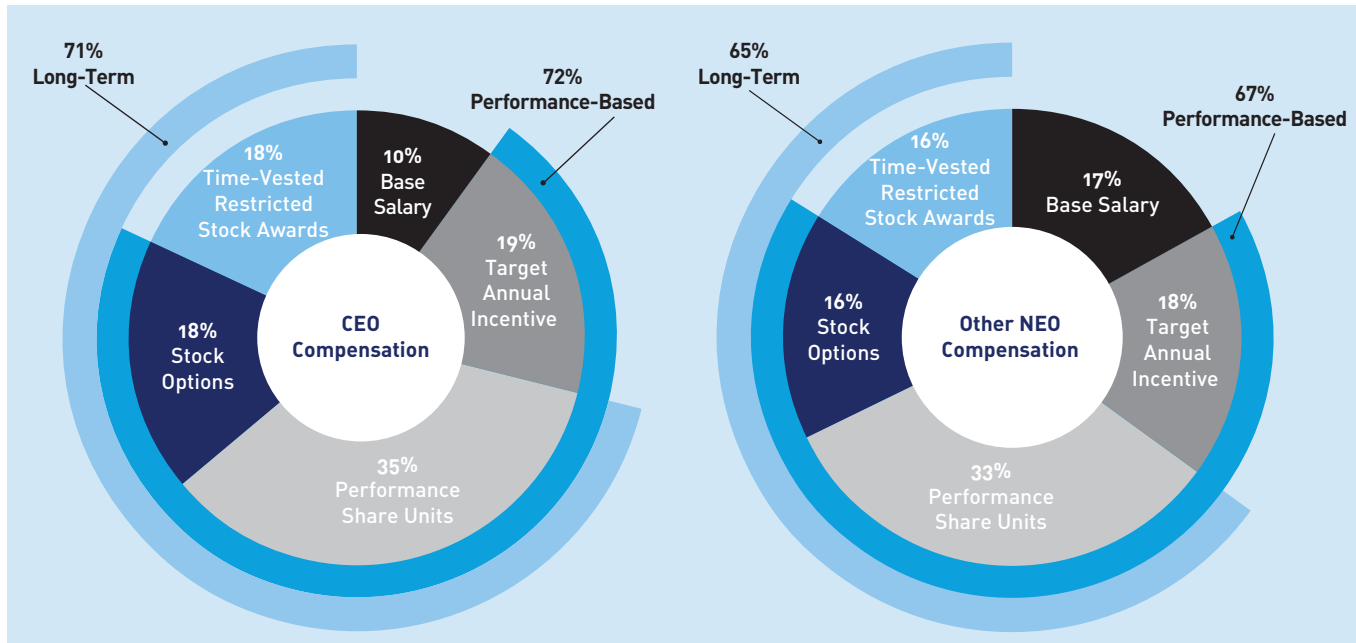 71%
Long-Term
72%
Performance-Based
18%
Time-Vested
Restricted
Stock Awards
10%
Base
Salary
19%
Target
Annual
Incentive
18%
Stock
Options
CEO
Compensation
35%
Performance
Share Units
65%
Long-Term
67%
Performance-Based
16%
Time-Vested
Restricted
Stock Awards
17%
Base Salary
16%
Stock
Options
Other NEO
Compensation
18%
Target
Annual
Incentive
33%
Performance
Share Units